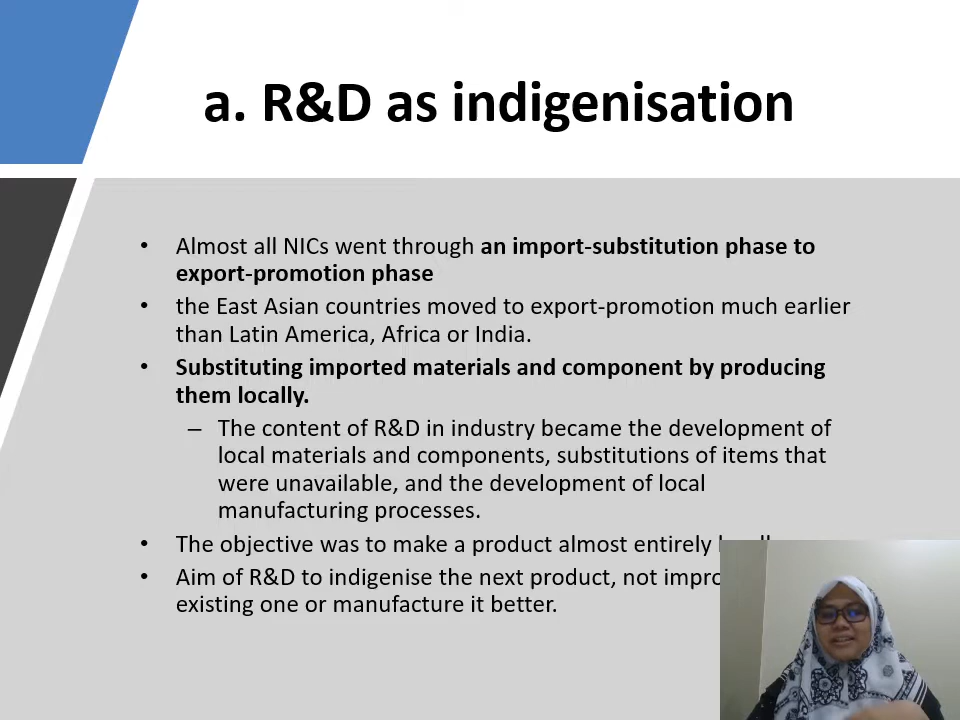 a. R&D as indigenisation
• Almost all NICs went through an import-substitution phase to
export-promotion phase
• the East Asian countries moved to export-promotion much earlier
than Latin America, Africa or India.
• Substituting imported materials and component by producing
them locally.
– The content of R&D in industry became the development of
local materials and components, substitutions of items that
were unavailable, and the development of local
manufacturing processes.
• The objective was to make a product almost entirely
• Aim of R&D to indigenise the next product, not
existing one or manufacture it better.